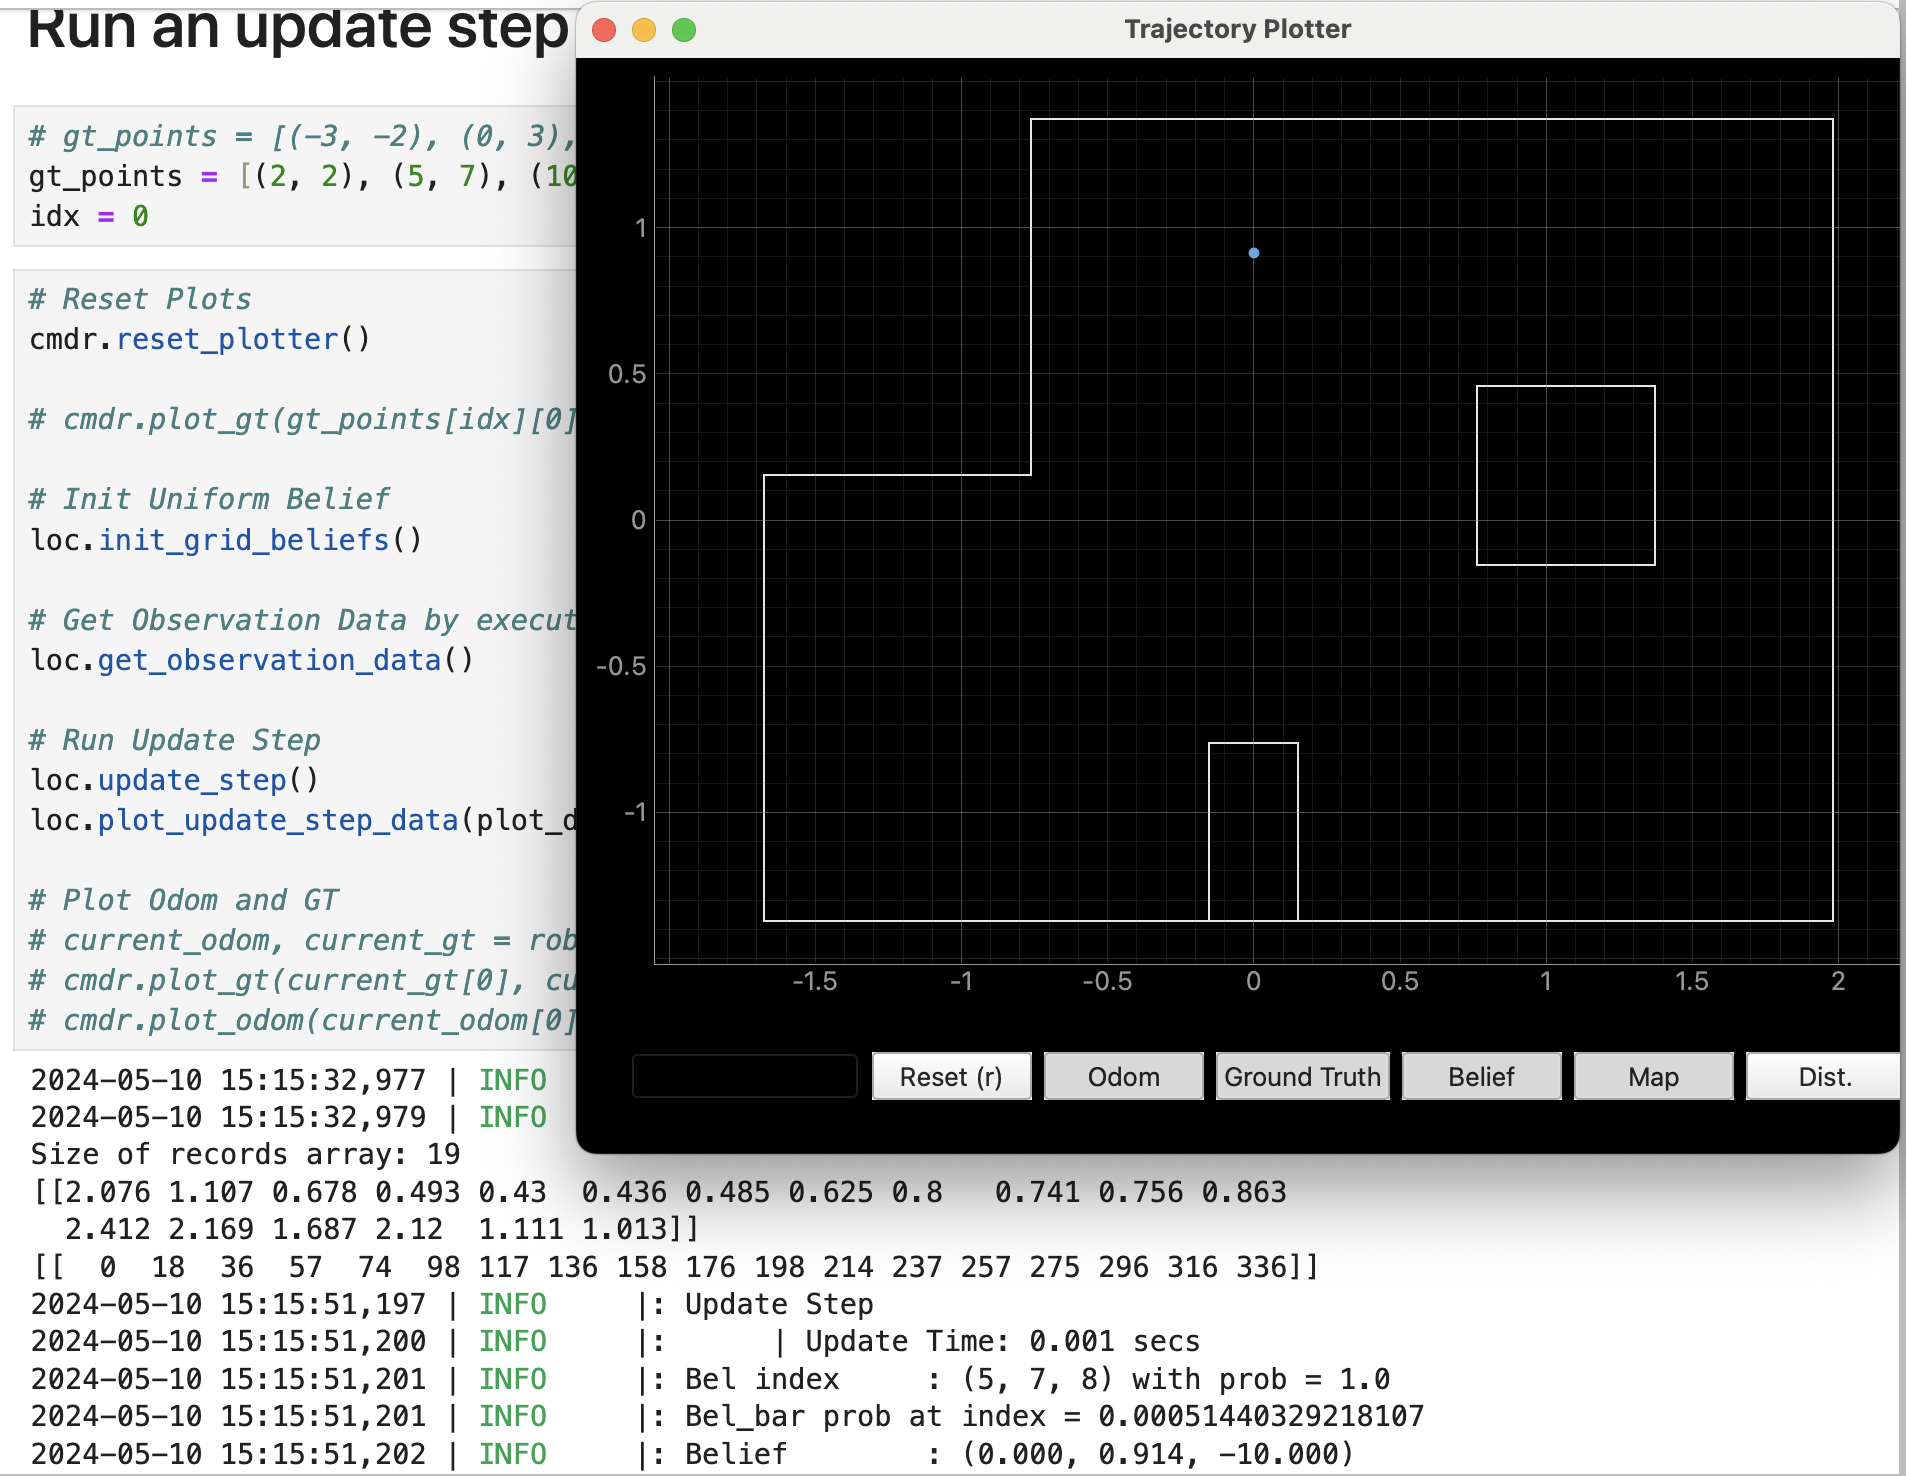 Run an update step
# gt_points = [(-3, -2), (0, 3),
gt_points = [(2, 2), (5, 7), (10
idx = 0
# Reset Plots
cmdr.reset_plotter()
# cmdr.plot_gt(gt_points[idx][0]
# Init Uniform Belief
loc.init_grid_beliefs()
# Get Observation Data by execut
loc.get_observation_data()
# Run Update Step
loc.update_step()
loc.plot_update_step_data(plot_d
# Plot Odom and GT
# current_odom, current_gt = rob
# cmdr.plot_gt(current_gt[0], cu
# cmdr.plot_odom(current_odom[0]
Trajectory Plotter
1
0.5
0
-0.5
-1
-1.5 -1 -0.5 0 0.5 1 1.5 2
Reset (r) Odom Ground Truth Belief Map Dist.
2024-05-10 15:15:32,977 | INFO
2024-05-10 15:15:32,979 | INFO
Size of records array: 19
[[2.076 1.107 0.678 0.493 0.43  0.436 0.485 0.625 0.8   0.741 0.756 0.863
  2.412 2.169 1.687 2.12  1.111 1.013]]
[[  0  18  36  57  74  98 117 136 158 176 198 214 237 257 275 296 316 336]]
2024-05-10 15:15:51,197 | INFO     |: Update Step
2024-05-10 15:15:51,200 | INFO     |:      | Update Time: 0.001 secs
2024-05-10 15:15:51,201 | INFO     |: Bel index     : (5, 7, 8) with prob = 1.0
2024-05-10 15:15:51,201 | INFO     |: Bel_bar prob at index = 0.00051440329218107
2024-05-10 15:15:51,202 | INFO     |: Belief        : (0.000, 0.914, -10.000)